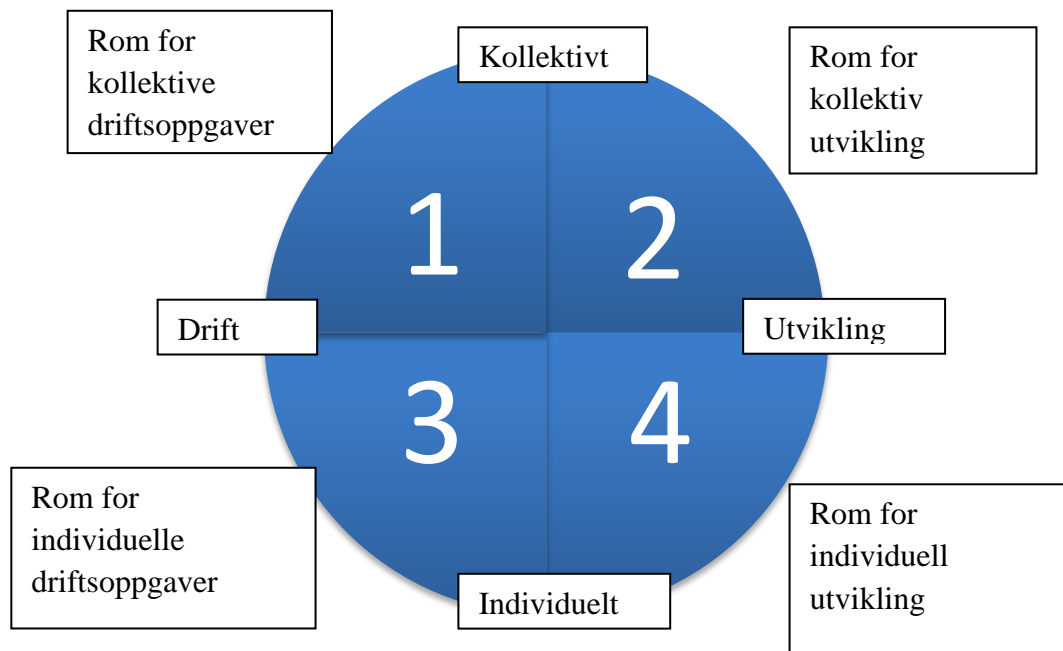 Rom for
kollektive
driftsoppgaver
Kollektivt
Rom for
kollektiv
utvikling
1
2
Drift
Utvikling
3
4
Rom for
individuelle
driftsoppgaver
Individuelt
Rom for
individuell
utvikling